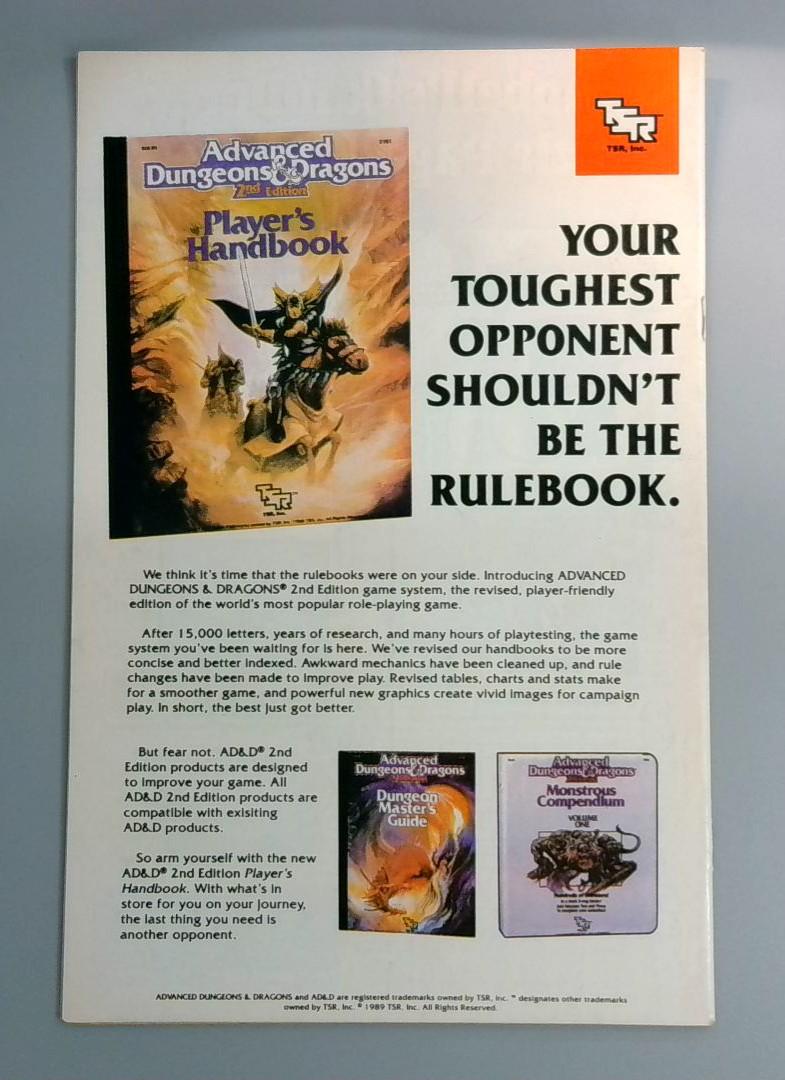 TSR
TSR, Inc.
Advanced
Dungeons & Dragons
2nd Edition
Player's
Handbook
TSR
TSR, Inc.
YOUR
TOUGHEST
OPPONENT
SHOULDN'T
BE THE
RULEBOOK.
We think it's time that the rulebooks were on your side. Introducing ADVANCED
DUNGEONS & DRAGONS® 2nd Edition game system, the revised, player-friendly
edition of the world's most popular role-playing game.
After 15,000 letters, years of research, and many hours of playtesting, the game
system you've been waiting for is here. We've revised our handbooks to be more
concise and better indexed. Awkward mechanics have been cleaned up, and rule
changes have been made to improve play. Revised tables, charts and stats make
for a smoother game, and powerful new graphics create vivid images for campaign
play. In short, the best just got better.
But fear not. AD&D® 2nd
Edition products are designed
to improve your game. All
AD&D 2nd Edition products are
compatible with exisiting
AD&D products.
So arm yourself with the new
AD&D® 2nd Edition Player's
Handbook. With what's in
store for you on your journey,
the last thing you need is
another opponent.
Advanced
Dungeons & Dragons
Dungeon
Master's
Guide
TSR
Advanced
Dungeons & Dragons
Monstrous
Compendium
VOLUME
ONE
TSR
ADVANCED DUNGEONS & DRAGONS and AD&D are registered trademarks owned by TSR, Inc. ™ designates other trademarks
owned by TSR, Inc. © 1989 TSR, Inc. All Rights Reserved.